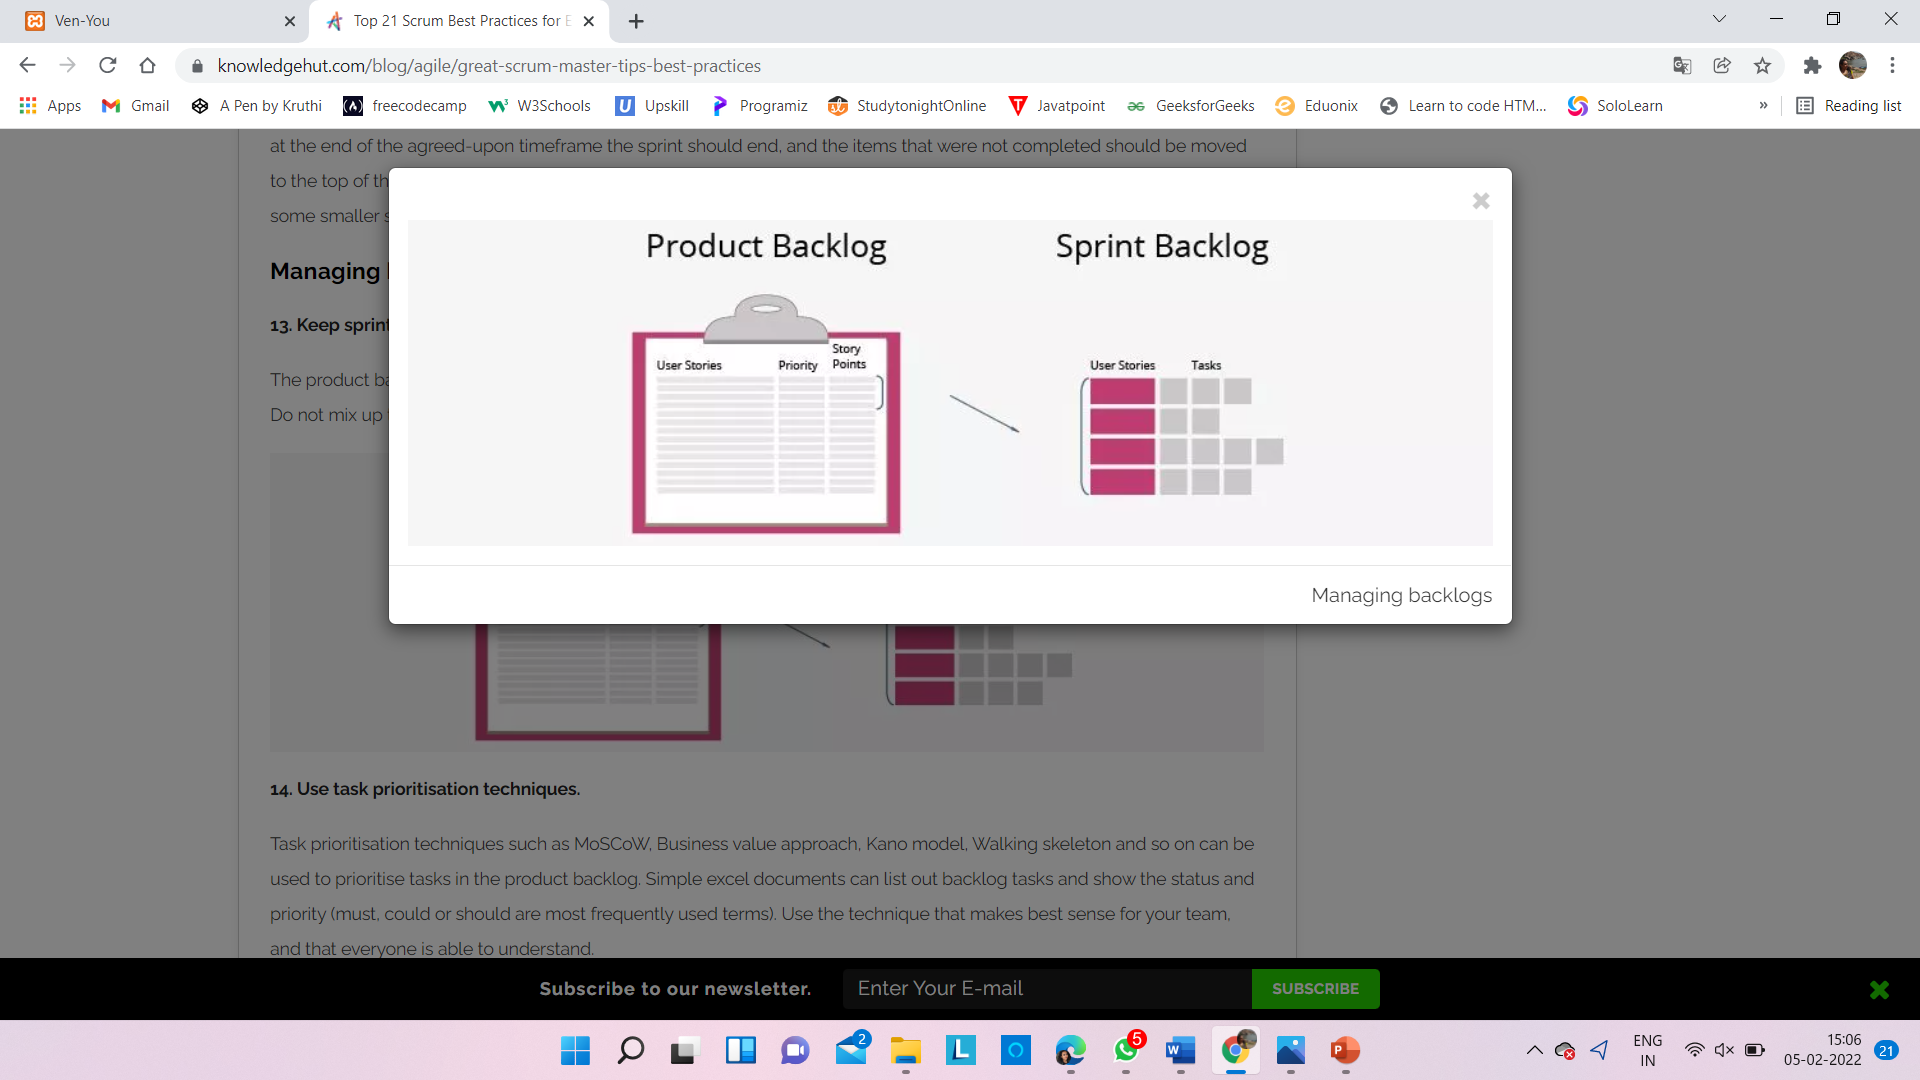 Ven-You
Top 21 Scrum Best Practices for E
knowledgehut.com/blog/agile/great-scrum-master-tips-best-practices
Apps
Gmail
A Pen by Kruthi
freecodecamp
W3Schools
Upskill
Programiz
StudytonightOnline
Javatpoint
GeeksforGeeks
Eduonix
Learn to code HTM...
SoloLearn
»
Reading list
at the end of the agreed-upon timeframe the sprint should end, and the items that were not completed should be moved
to the top of th
some smaller s
Managing
13. Keep sprint
The product ba
Do not mix up
Product Backlog
Sprint Backlog
User Stories
Priority
Story
Points
User Stories
Tasks
Managing backlogs
14. Use task prioritisation techniques.
Task prioritisation techniques such as MoSCoW, Business value approach, Kano model, Walking skeleton and so on can be
used to prioritise tasks in the product backlog. Simple excel documents can list out backlog tasks and show the status and
priority (must, could or should are most frequently used terms). Use the technique that makes best sense for your team,
and that everyone is able to understand.
Subscribe to our newsletter.
Enter Your E-mail
SUBSCRIBE
2
5
ENG
IN
15:06
05-02-2022
21